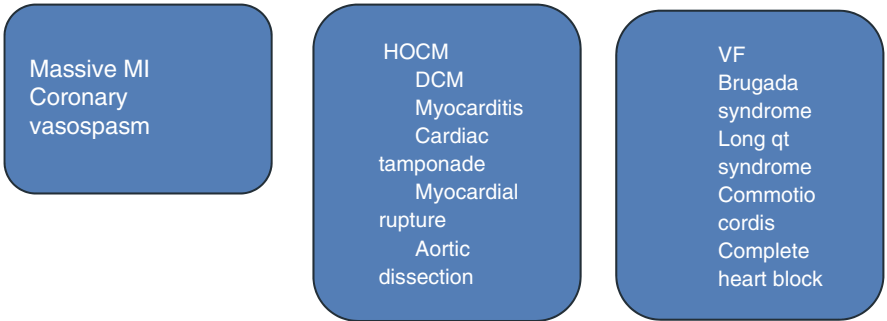 Massive MI
Coronary
vasospasm
HOCM
DCM
Myocarditis
Cardiac
tamponade
Myocardial
rupture
Aortic
dissection
VF
Brugada
syndrome
Long qt
syndrome
Commotio
cordis
Complete
heart block